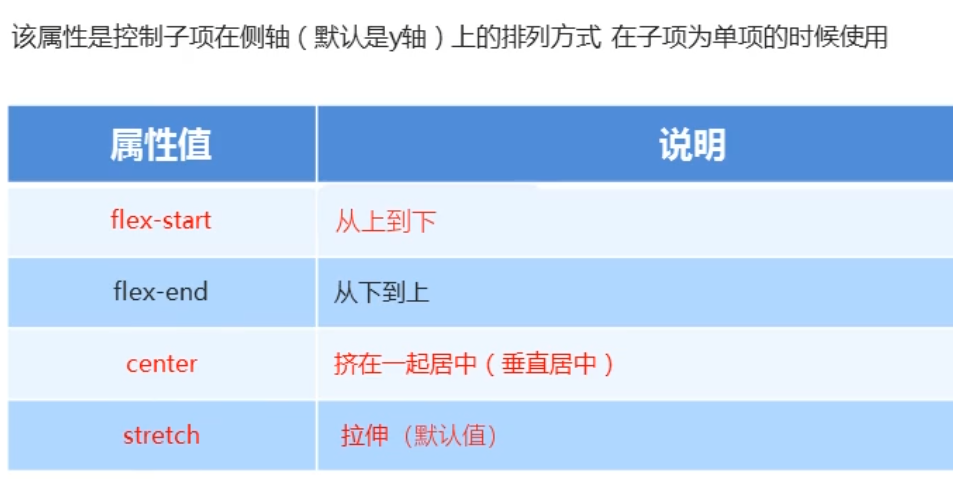 该属性是控制子项在侧轴（默认是y轴）上的排列方式 在子项为单项的时候使用
属性值 说明
flex-start 从上到下
flex-end 从下到上
center 挤在一起居中（垂直居中）
stretch 拉伸（默认值）